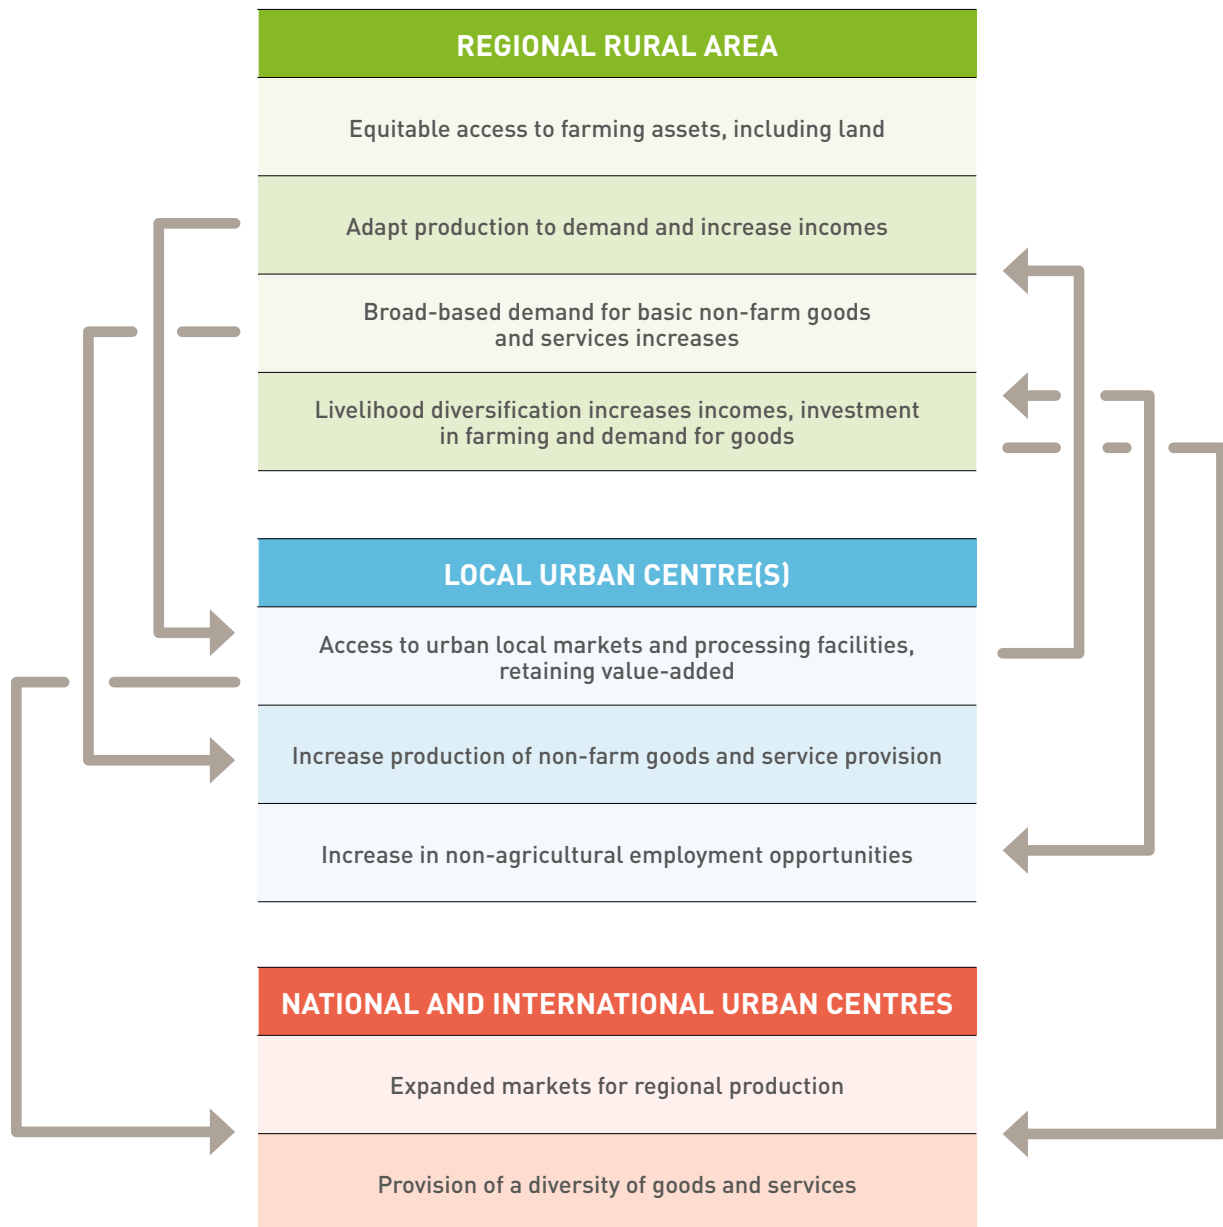 REGIONAL RURAL AREA
Equitable access to farming assets, including land
Adapt production to demand and increase incomes
Broad-based demand for basic non-farm goods
and services increases
Livelihood diversification increases incomes, investment
in farming and demand for goods
LOCAL URBAN CENTRE(S)
Access to urban local markets and processing facilities,
retaining value-added
Increase production of non-farm goods and service provision
Increase in non-agricultural employment opportunities
NATIONAL AND INTERNATIONAL URBAN CENTRES
Expanded markets for regional production
Provision of a diversity of goods and services